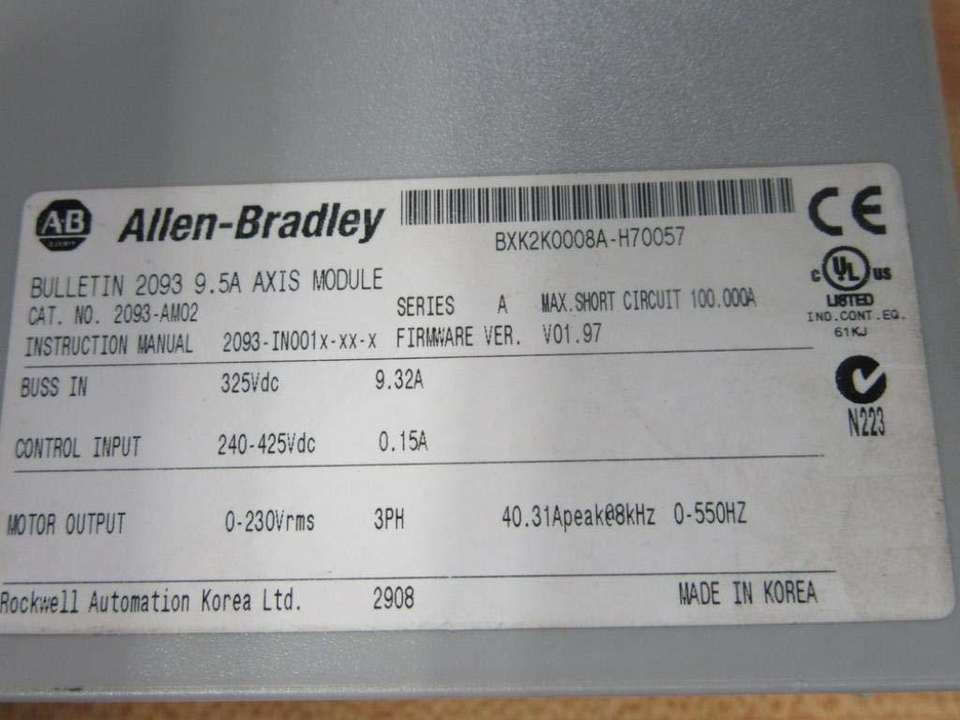 A-B Allen-Bradley
BXK2K0008A-H70057
CE
BULLETIN 2093 9.5A AXIS MODULE
CAT. NO. 2093-AM02
SERIES A MAX.SHORT CIRCUIT 100.000A
INSTRUCTION MANUAL 2093-IN001x-xx-x FIRMWARE VER. V01.97
C UL US
LISTED
IND.CONT.EQ.
61KJ
BUSS IN 325Vdc 9.32A
N223
CONTROL INPUT 240-425Vdc 0.15A
MOTOR OUTPUT 0-230Vrms 3PH 40.31Apeak@8kHz 0-550HZ
Rockwell Automation Korea Ltd. 2908 MADE IN KOREA